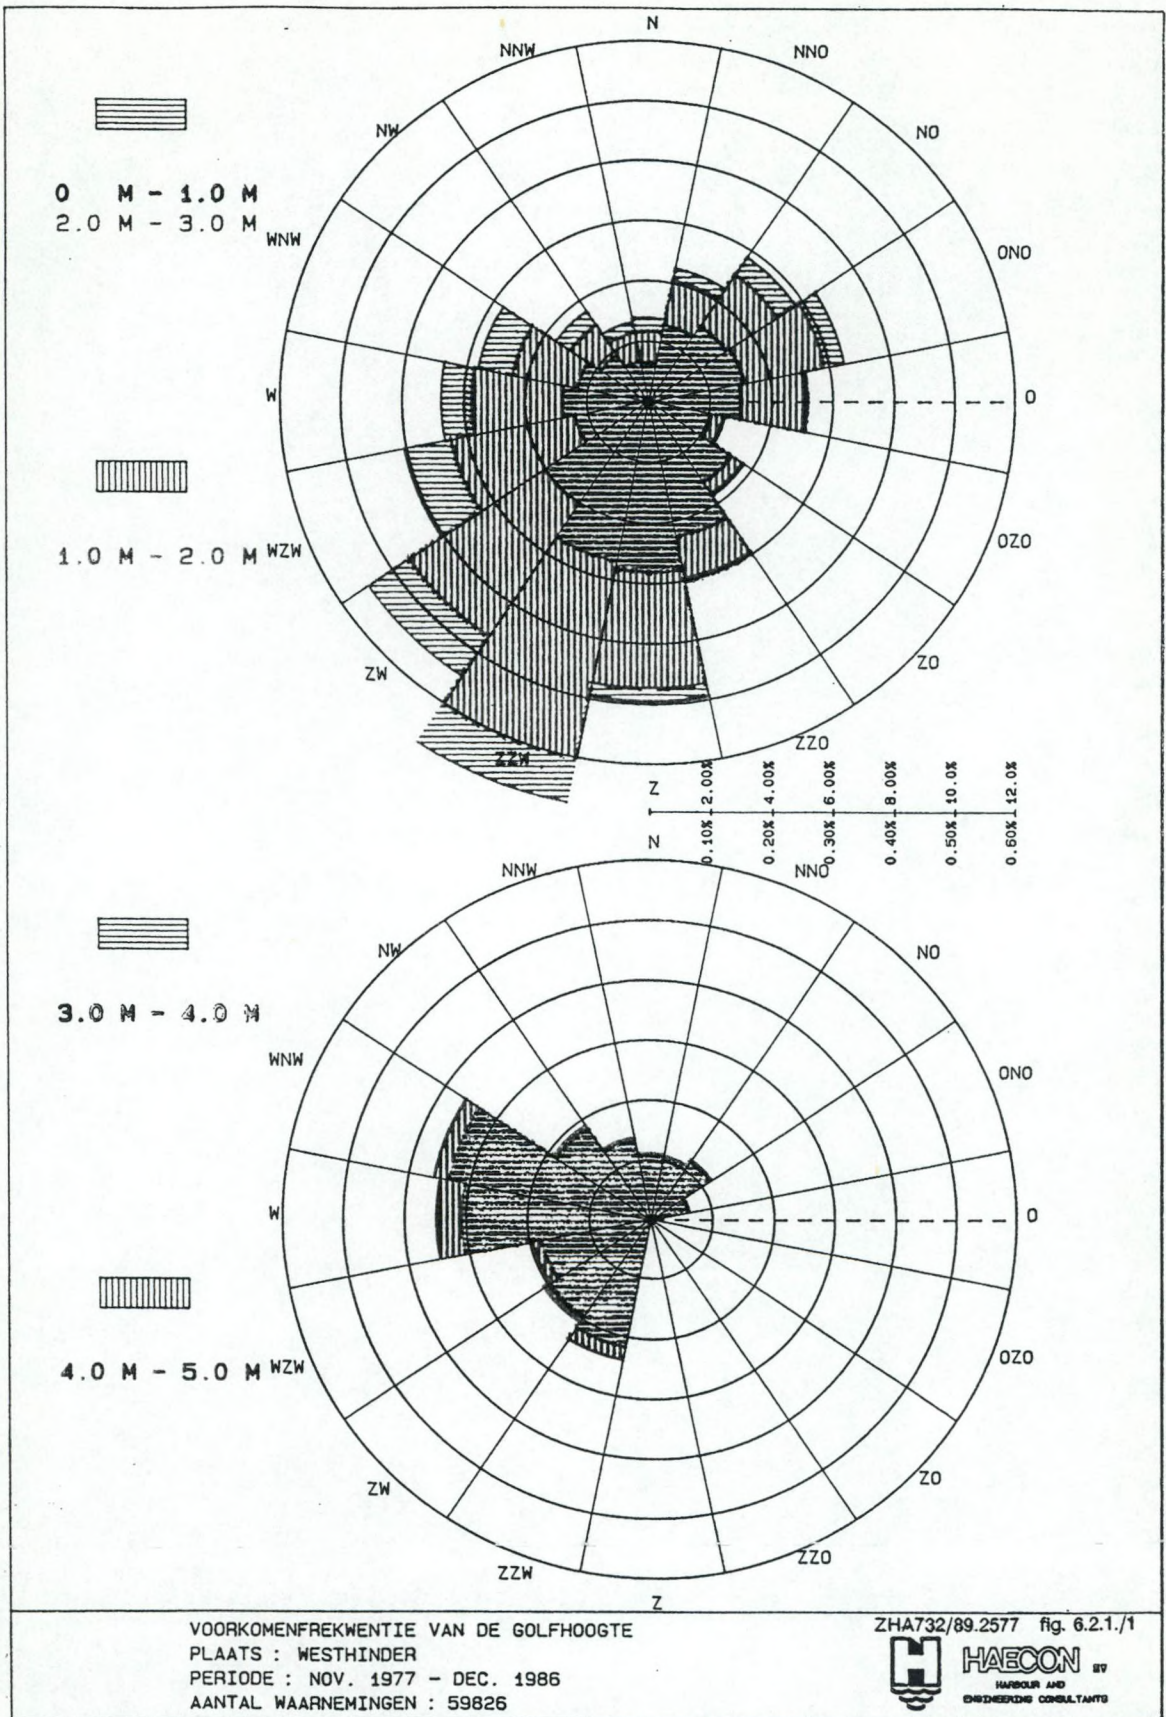 N
NNW
NNO
NW
NO
0 M - 1.0 M
2.0 M - 3.0 M
WNW
ONO
W
O
1.0 M - 2.0 M
WZW
OZO
ZW
ZO
ZZW
ZZO
Z
2.00% 4.00% 6.00% 8.00% 10.0% 12.0%
0.10% 0.20% 0.30% 0.40% 0.50% 0.60%
N
NNW
NNO
NW
NO
3.0 M - 4.0 M
WNW
ONO
W
O
4.0 M - 5.0 M
WZW
OZO
ZW
ZO
ZZW
ZZO
Z
VOORKOMENFREKWENTIE VAN DE GOLFHOOGTE
PLAATS : WESTHINDER
PERIODE : NOV. 1977 - DEC. 1986
AANTAL WAARNEMINGEN : 59826
ZHA732/89.2577 fig. 6.2.1./1
H
HAECON NV
HARBOUR AND
ENGINEERING CONSULTANTS